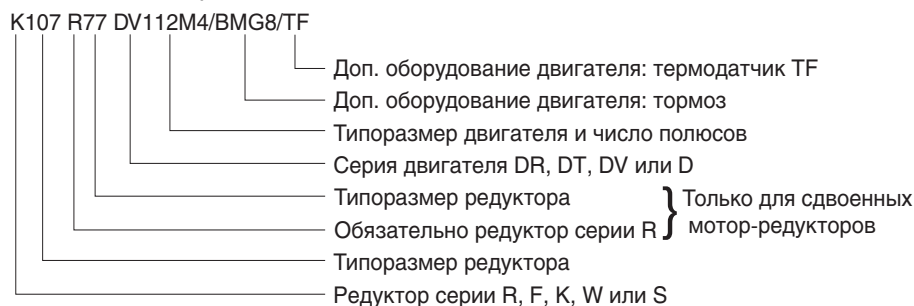 K107 R77 DV112M4/BMG8/TF
Доп. оборудование двигателя: термодатчик TF
Доп. оборудование двигателя: тормоз
Типоразмер двигателя и число полюсов
Серия двигателя DR, DT, DV или D
Типоразмер редуктора
Обязательно редуктор серии R
} Только для сдвоенных
мотор-редукторов
Типоразмер редуктора
Редуктор серии R, F, K, W или S